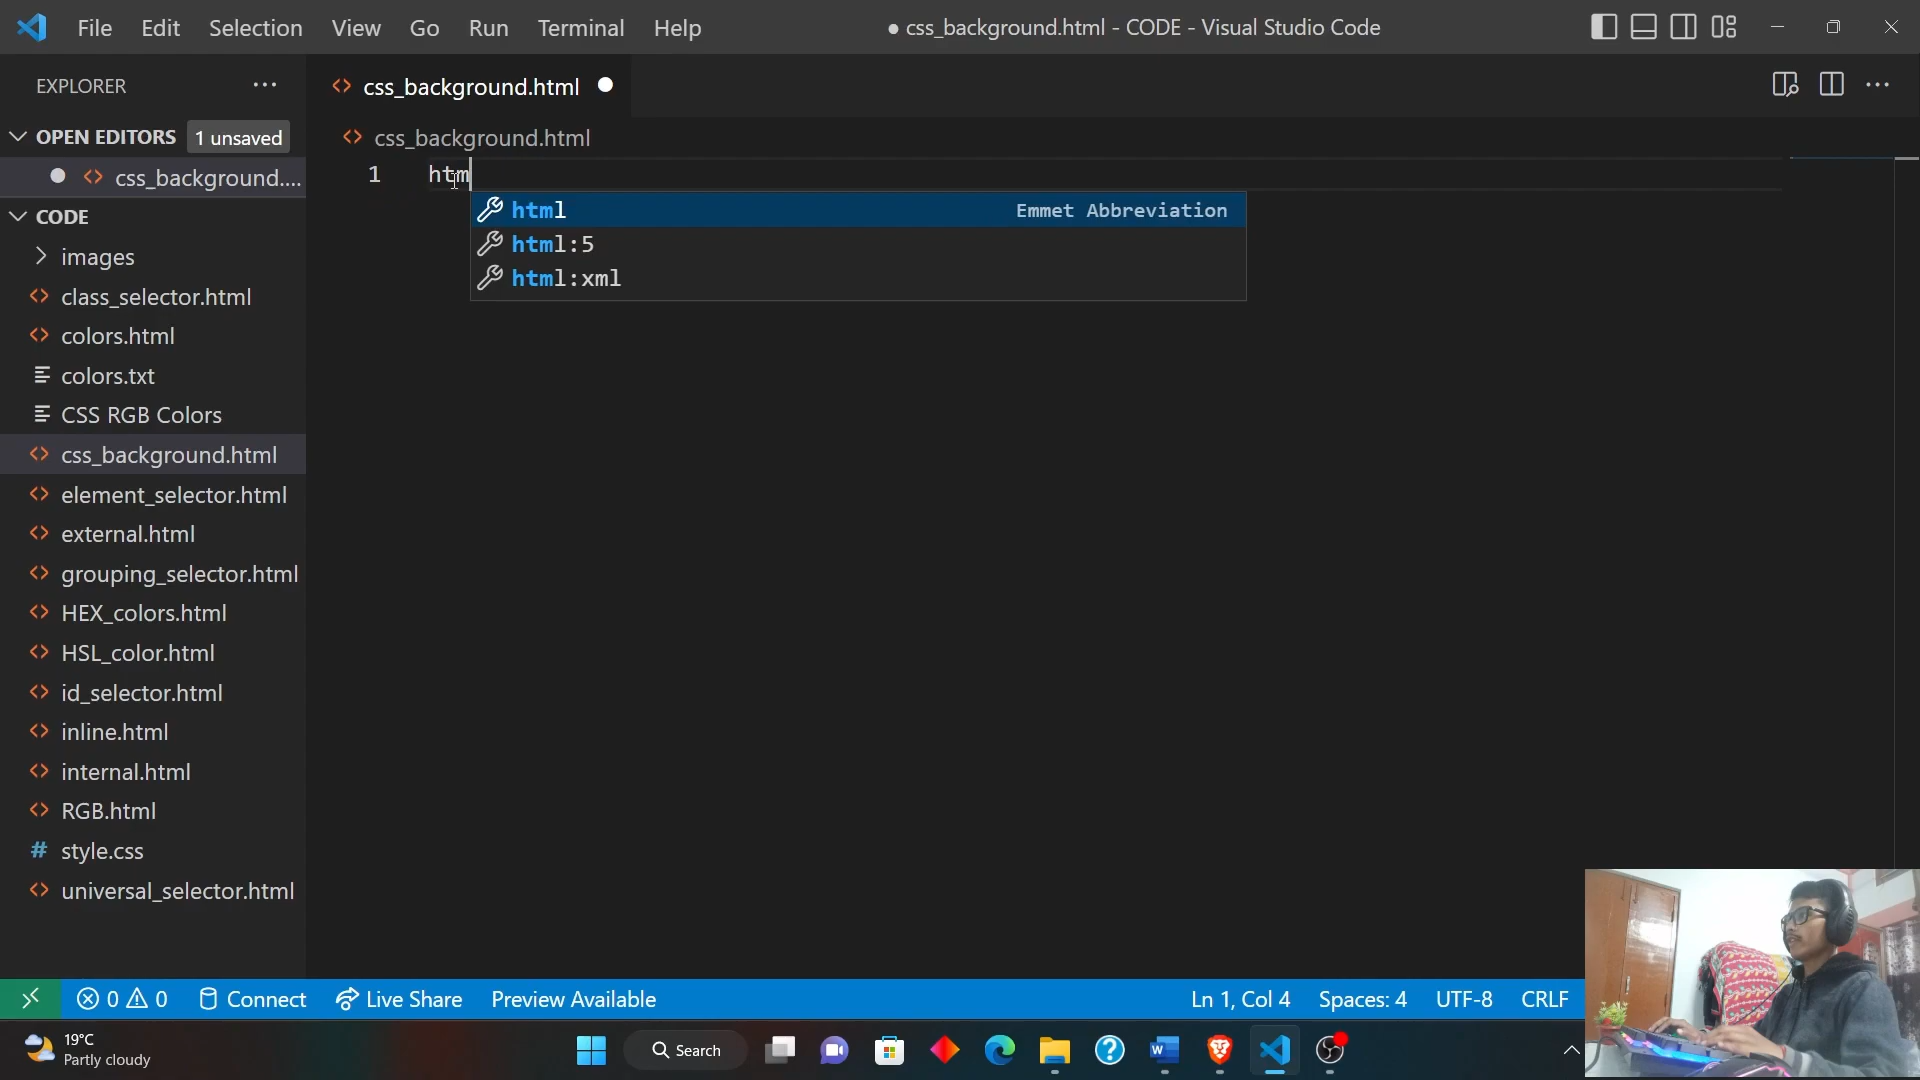 File Edit Selection View Go Run Terminal Help ● css_background.html - CODE - Visual Studio Code
EXPLORER
OPEN EDITORS 1 unsaved
css_background....
CODE
images
class_selector.html
colors.html
colors.txt
CSS RGB Colors
css_background.html
element_selector.html
external.html
grouping_selector.html
HEX_colors.html
HSL_color.html
id_selector.html
inline.html
internal.html
RGB.html
style.css
universal_selector.html
css_background.html
css_background.html
1 htm
html Emmet Abbreviation
html:5
html:xml
0 0 Connect Live Share Preview Available Ln 1, Col 4 Spaces: 4 UTF-8 CRLF
19°C
Partly cloudy
Search